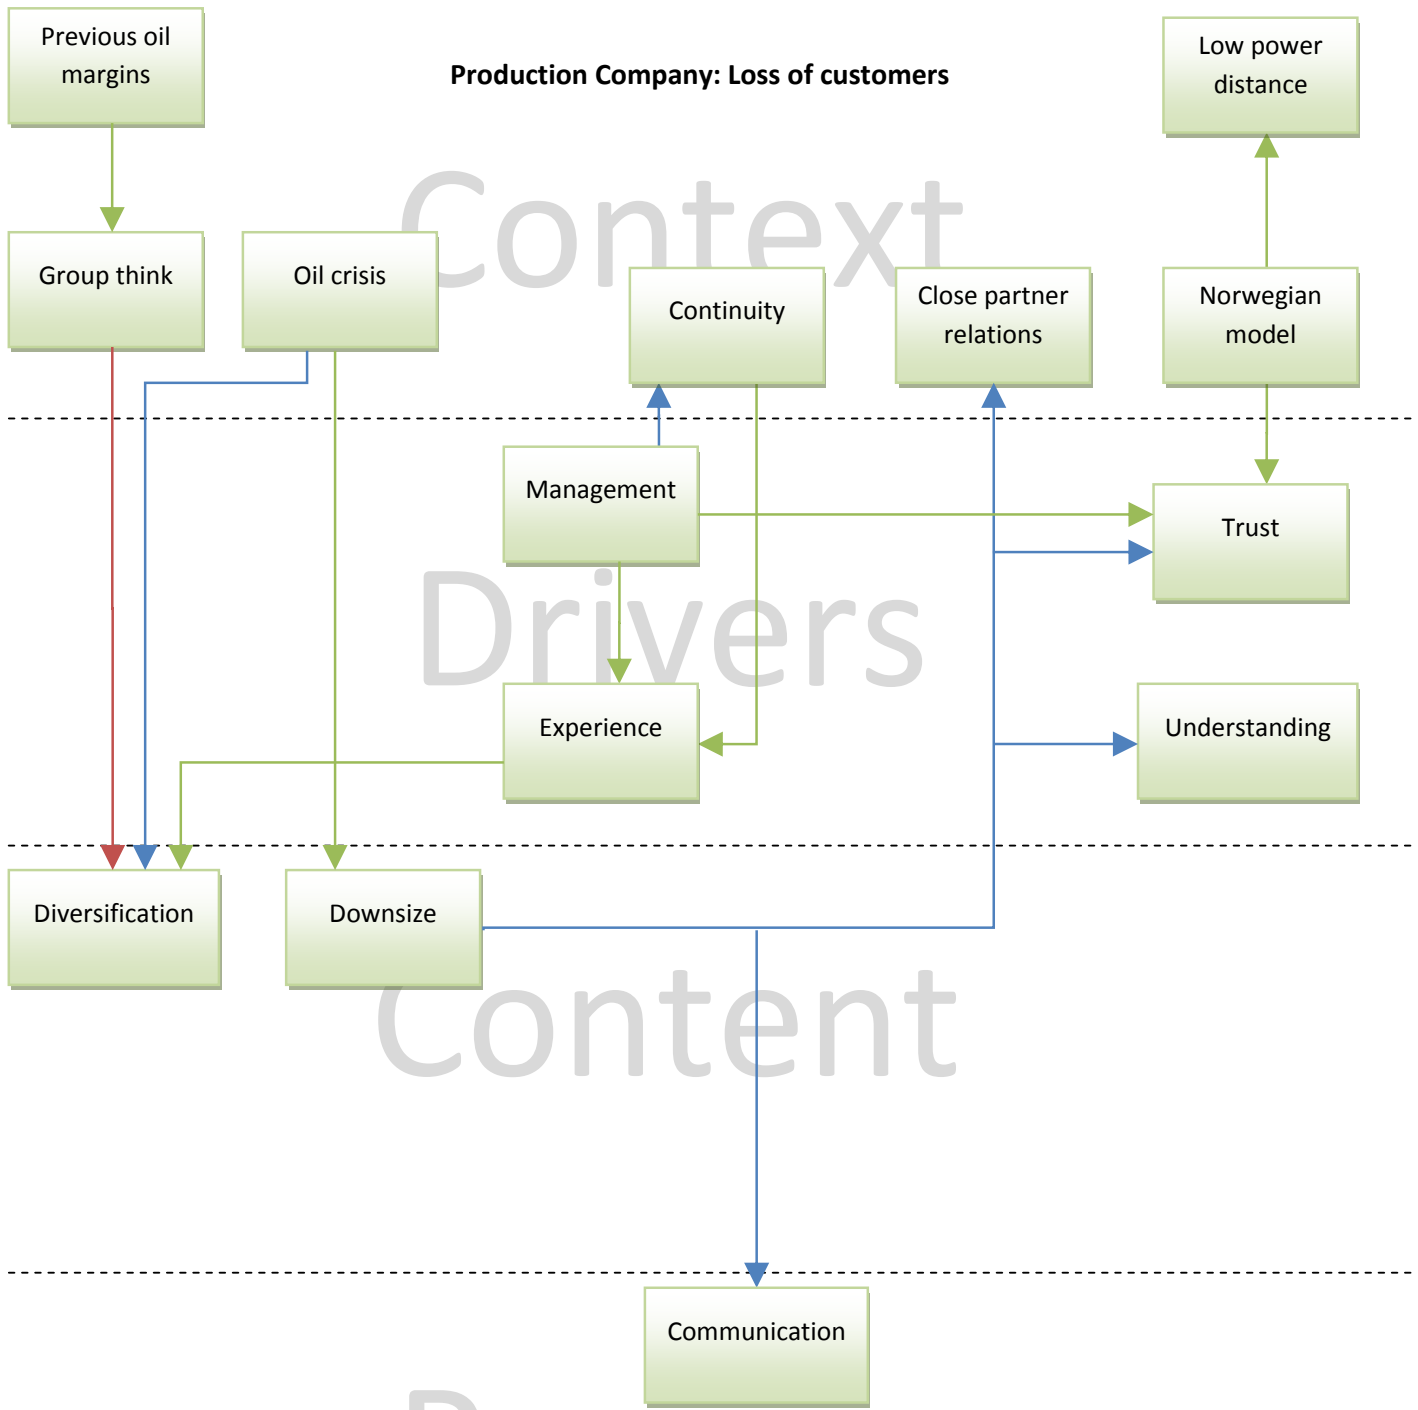 Previous oil
margins
Production Company: Loss of customers
Low power
distance
Context
Group think
Oil crisis
Continuity
Close partner
relations
Norwegian
model
Management
Trust
Drivers
Experience
Understanding
Diversification
Downsize
Content
Communication